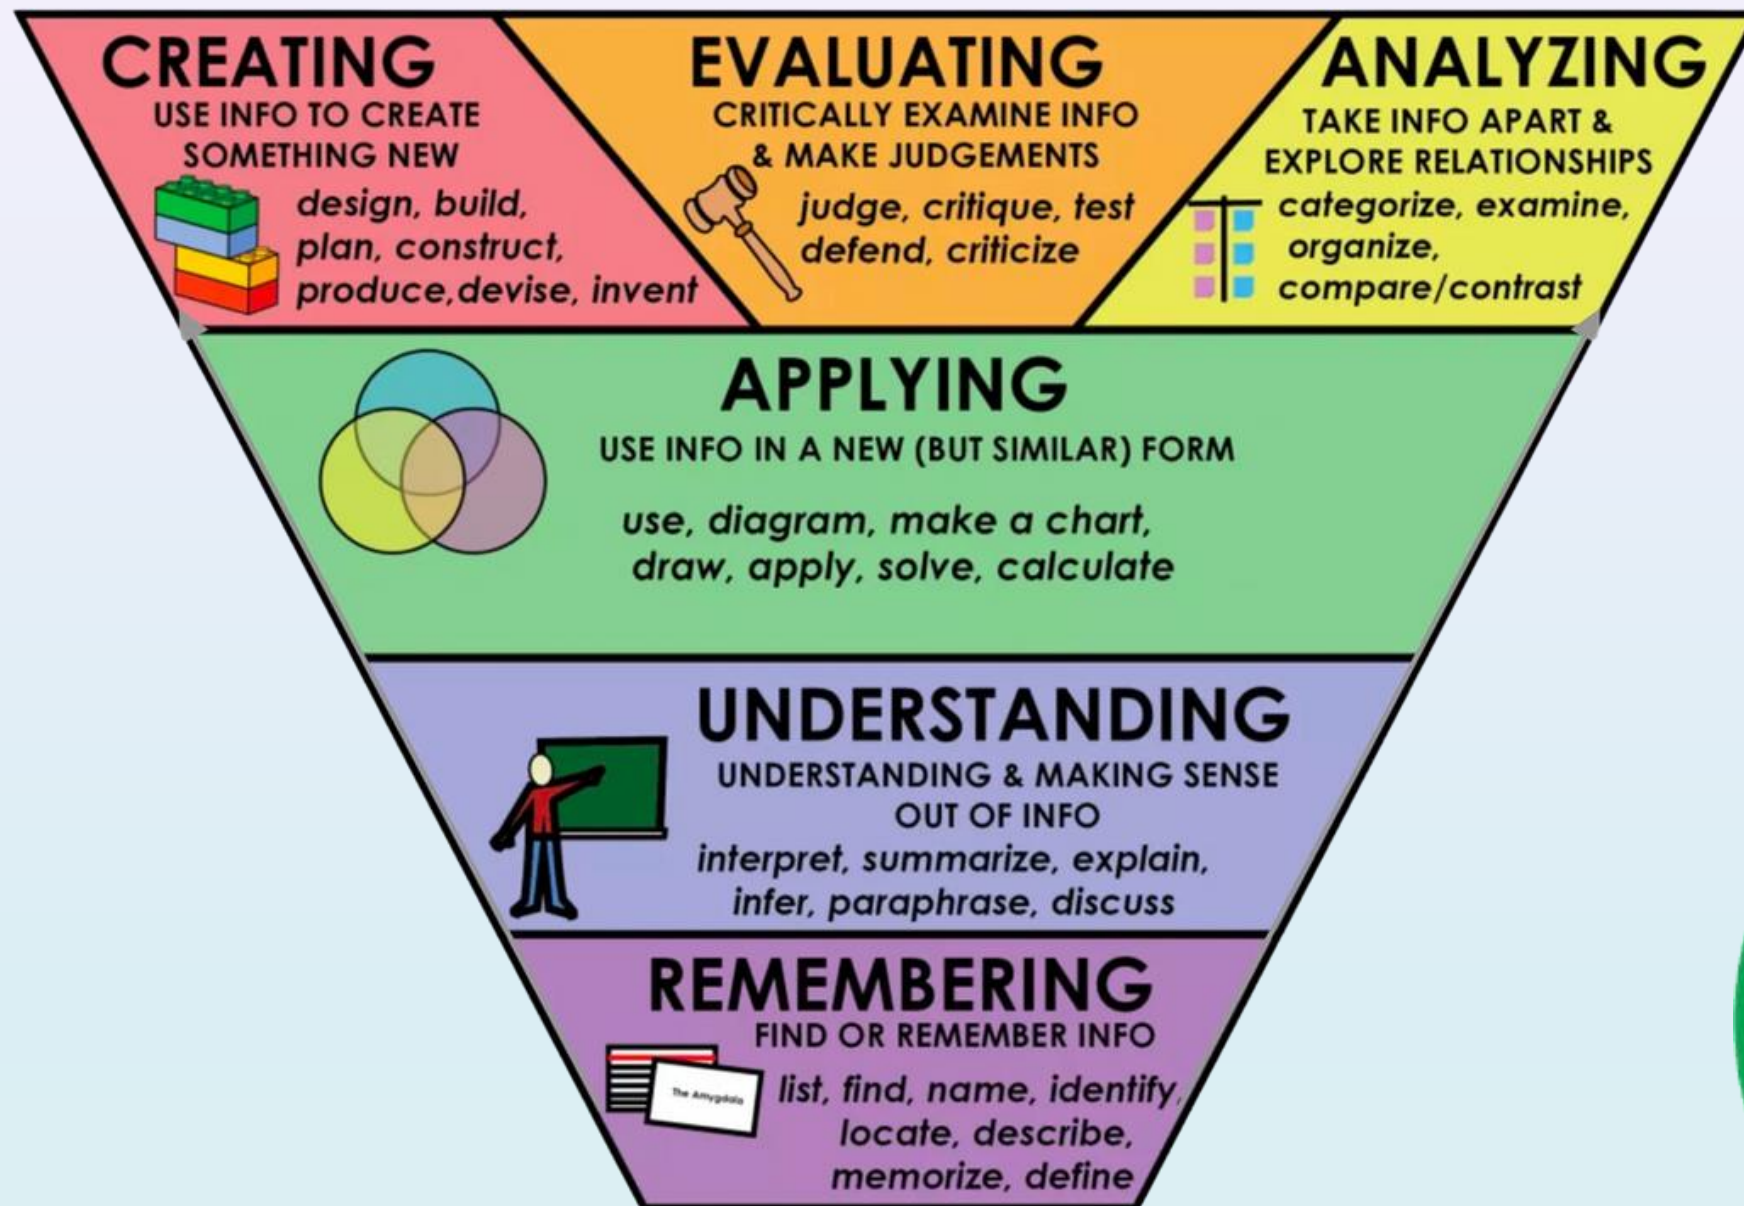 CREATING
USE INFO TO CREATE
SOMETHING NEW
design, build,
plan, construct,
produce,devise, invent
EVALUATING
CRITICALLY EXAMINE INFO
& MAKE JUDGEMENTS
judge, critique, test
defend, criticize
ANALYZING
TAKE INFO APART &
EXPLORE RELATIONSHIPS
categorize, examine,
organize,
compare/contrast
APPLYING
USE INFO IN A NEW (BUT SIMILAR) FORM
use, diagram, make a chart,
draw, apply, solve, calculate
UNDERSTANDING
UNDERSTANDING & MAKING SENSE
OUT OF INFO
interpret, summarize, explain,
infer, paraphrase, discuss
REMEMBERING
FIND OR REMEMBER INFO
The Amygdala
list, find, name, identify,
locate, describe,
memorize, define